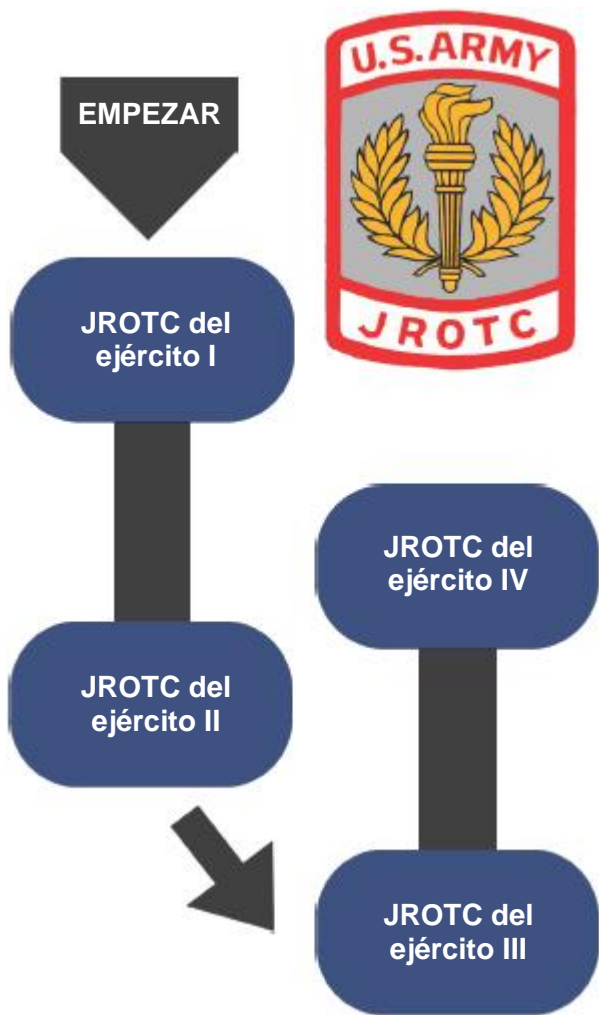 U.S.ARMY
JROTC
EMPEZAR
JROTC del
ejército I
JROTC del
ejército II
JROTC del
ejército III
JROTC del
ejército IV